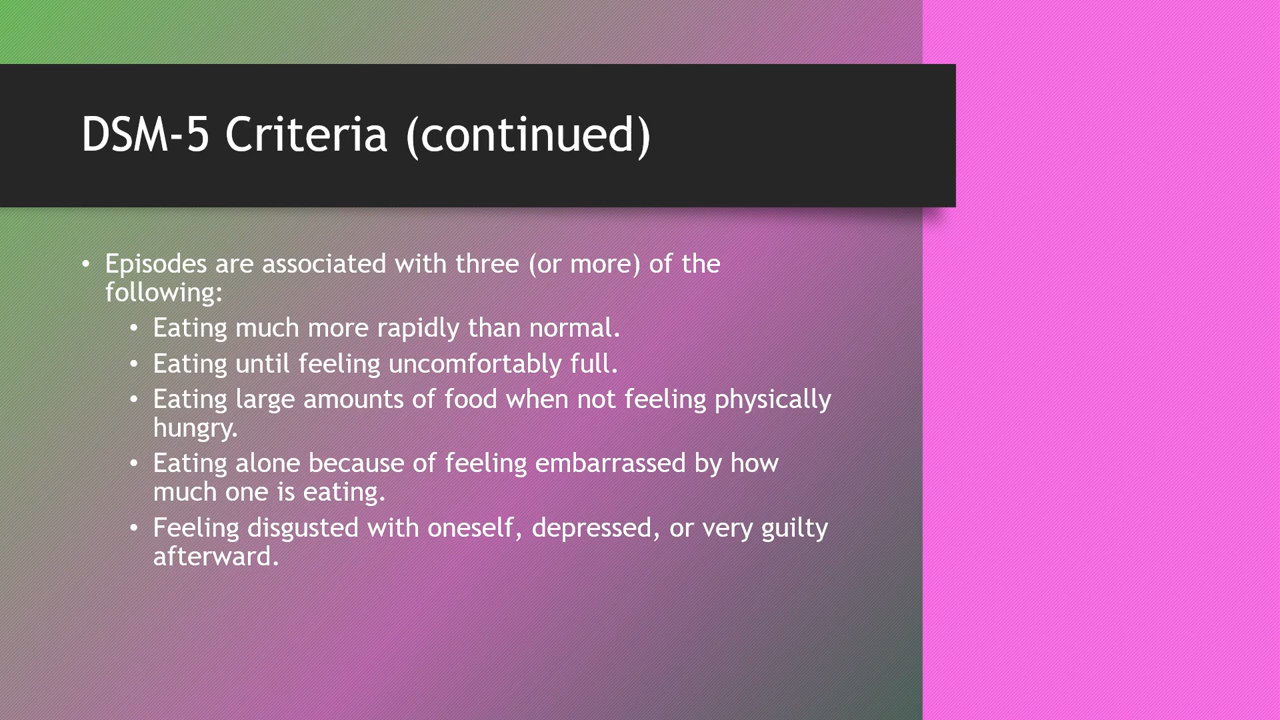 DSM-5 Criteria (continued)
• Episodes are associated with three (or more) of the
following:
• Eating much more rapidly than normal.
• Eating until feeling uncomfortably full.
• Eating large amounts of food when not feeling physically
hungry.
• Eating alone because of feeling embarrassed by how
much one is eating.
• Feeling disgusted with oneself, depressed, or very guilty
afterward.